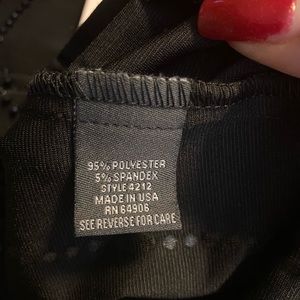 95% POLYESTER
5% SPANDEX
STYLE 4212
MADE IN USA
RN 64906
SEE REVERSE FOR CARE